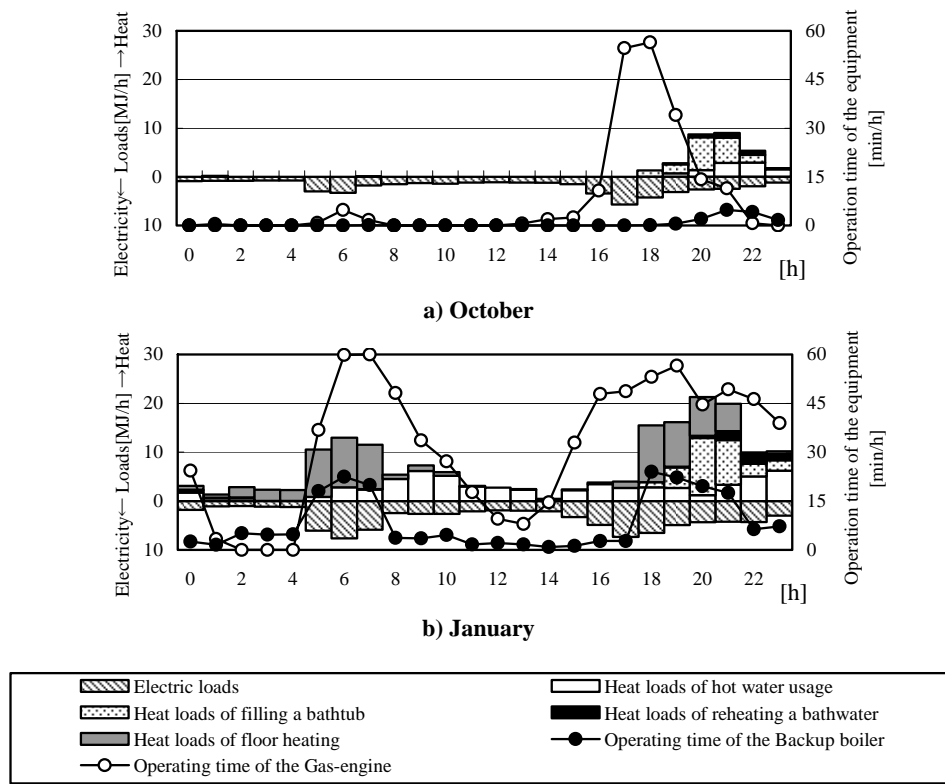 30 60
20 45
10 30
0 15
10 0
Electricity← Loads[MJ/h] →Heat
Operation time of the equipment
[min/h]
0 2 4 6 8 10 12 14 16 18 20 22
[h]
a) October
30 60
20 45
10 30
0 15
10 0
Electricity← Loads[MJ/h] →Heat
Operation time of the equipment
[min/h]
0 2 4 6 8 10 12 14 16 18 20 22
[h]
b) January
Electric loads
Heat loads of hot water usage
Heat loads of filling a bathtub
Heat loads of reheating a bathwater
Heat loads of floor heating
Operating time of the Backup boiler
Operating time of the Gas-engine